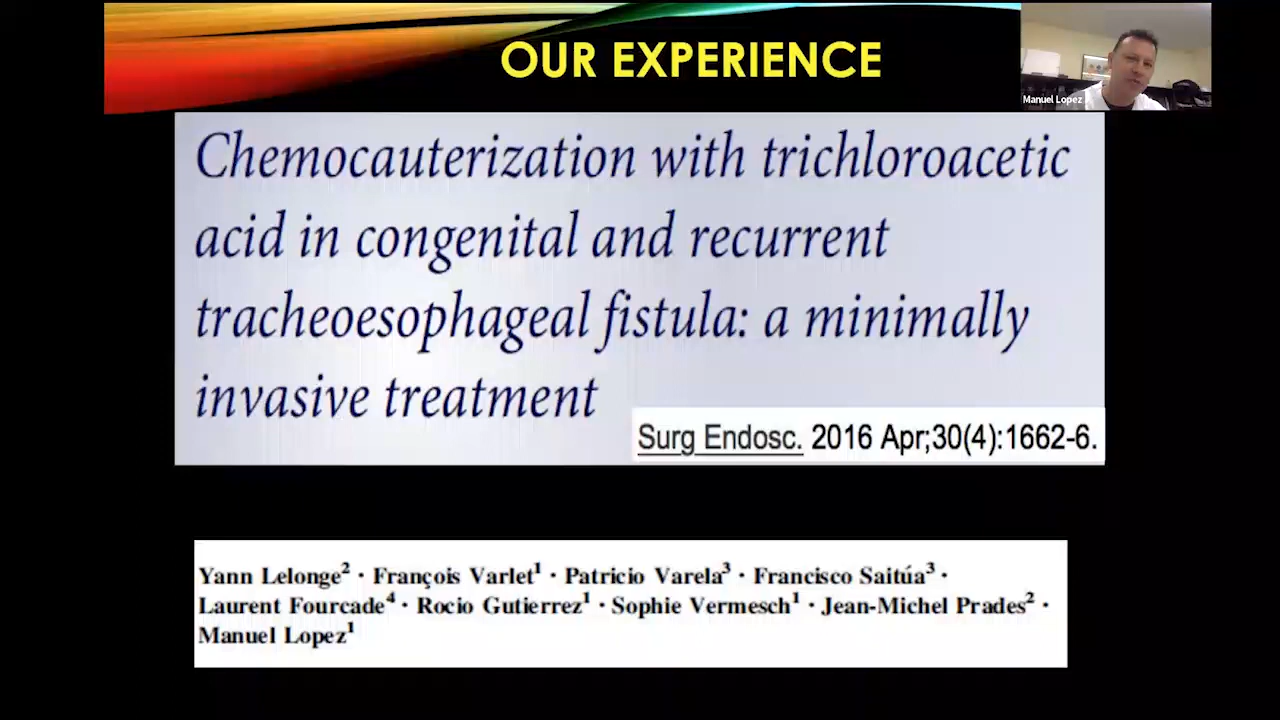 OUR EXPERIENCE
Manuel Lopez
Chemocauterization with trichloroacetic
acid in congenital and recurrent
tracheoesophageal fistula: a minimally
invasive treatment
Surg Endosc. 2016 Apr;30(4):1662-6.
Yann Lelonge² · François Varlet¹ · Patricio Varela³ · Francisco Saitúa³ ·
Laurent Fourcade⁴ · Rocio Gutierrez¹ · Sophie Vermesch¹ · Jean-Michel Prades² ·
Manuel Lopez¹